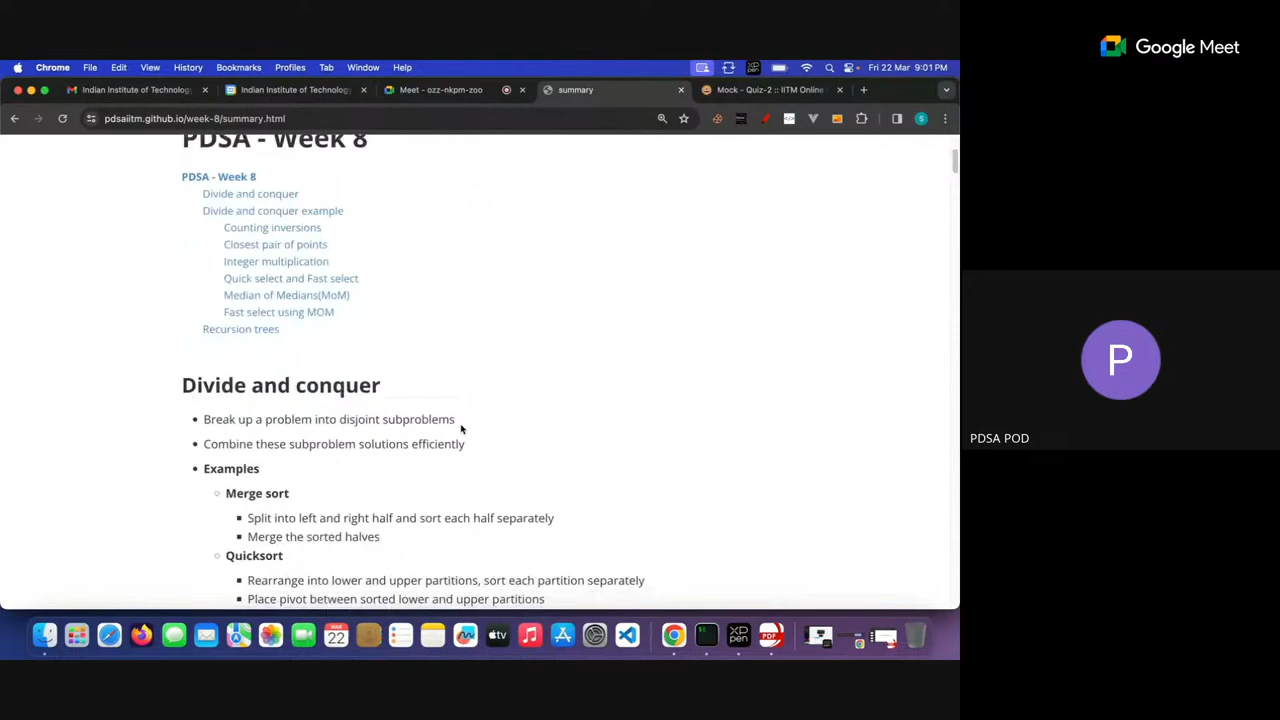 Google Meet
Chrome File Edit View History Bookmarks Profiles Tab Window Help Fri 22 Mar 9:01 PM
Indian Institute of Technology Indian Institute of Technology Meet - ozz-nkpm-zoo summary Mock - Quiz-2 :: IITM Online
pdsaiitm.github.io/week-8/summary.html
PDSA - Week 8
PDSA - Week 8
Divide and conquer
Divide and conquer example
Counting inversions
Closest pair of points
Integer multiplication
Quick select and Fast select
Median of Medians(MoM)
Fast select using MOM
Recursion trees
Divide and conquer
Break up a problem into disjoint subproblems
Combine these subproblem solutions efficiently
Examples
Merge sort
Split into left and right half and sort each half separately
Merge the sorted halves
Quicksort
Rearrange into lower and upper partitions, sort each partition separately
Place pivot between sorted lower and upper partitions
P
PDSA POD